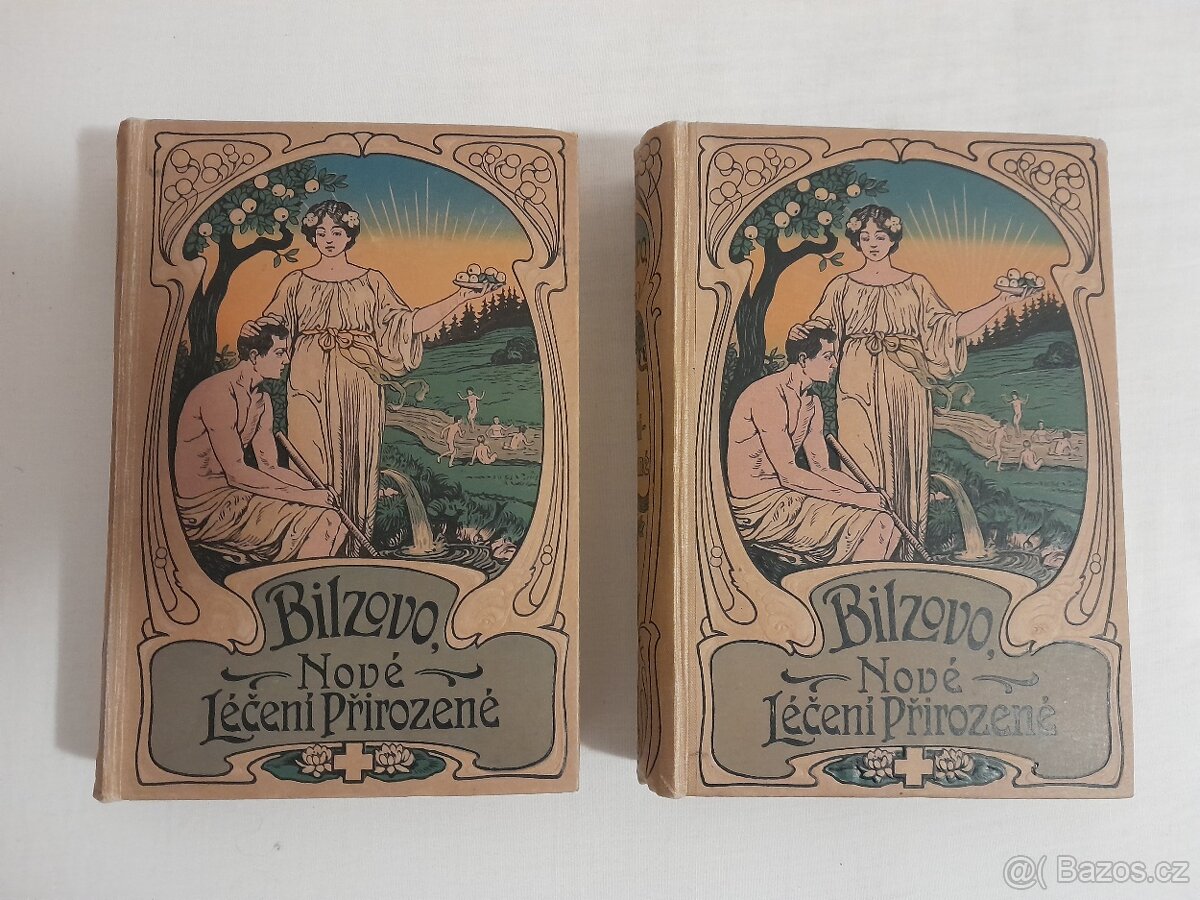 Bilzovo,
Nové
Léčení Přirozené
Bilzovo,
Nové
Léčení Přirozené
@( Bazos.cz